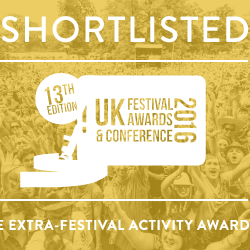 SHORTLISTED
13TH
EDITION
UK FESTIVAL
AWARDS
& CONFERENCE
2016
E EXTRA-FESTIVAL ACTIVITY AWARD